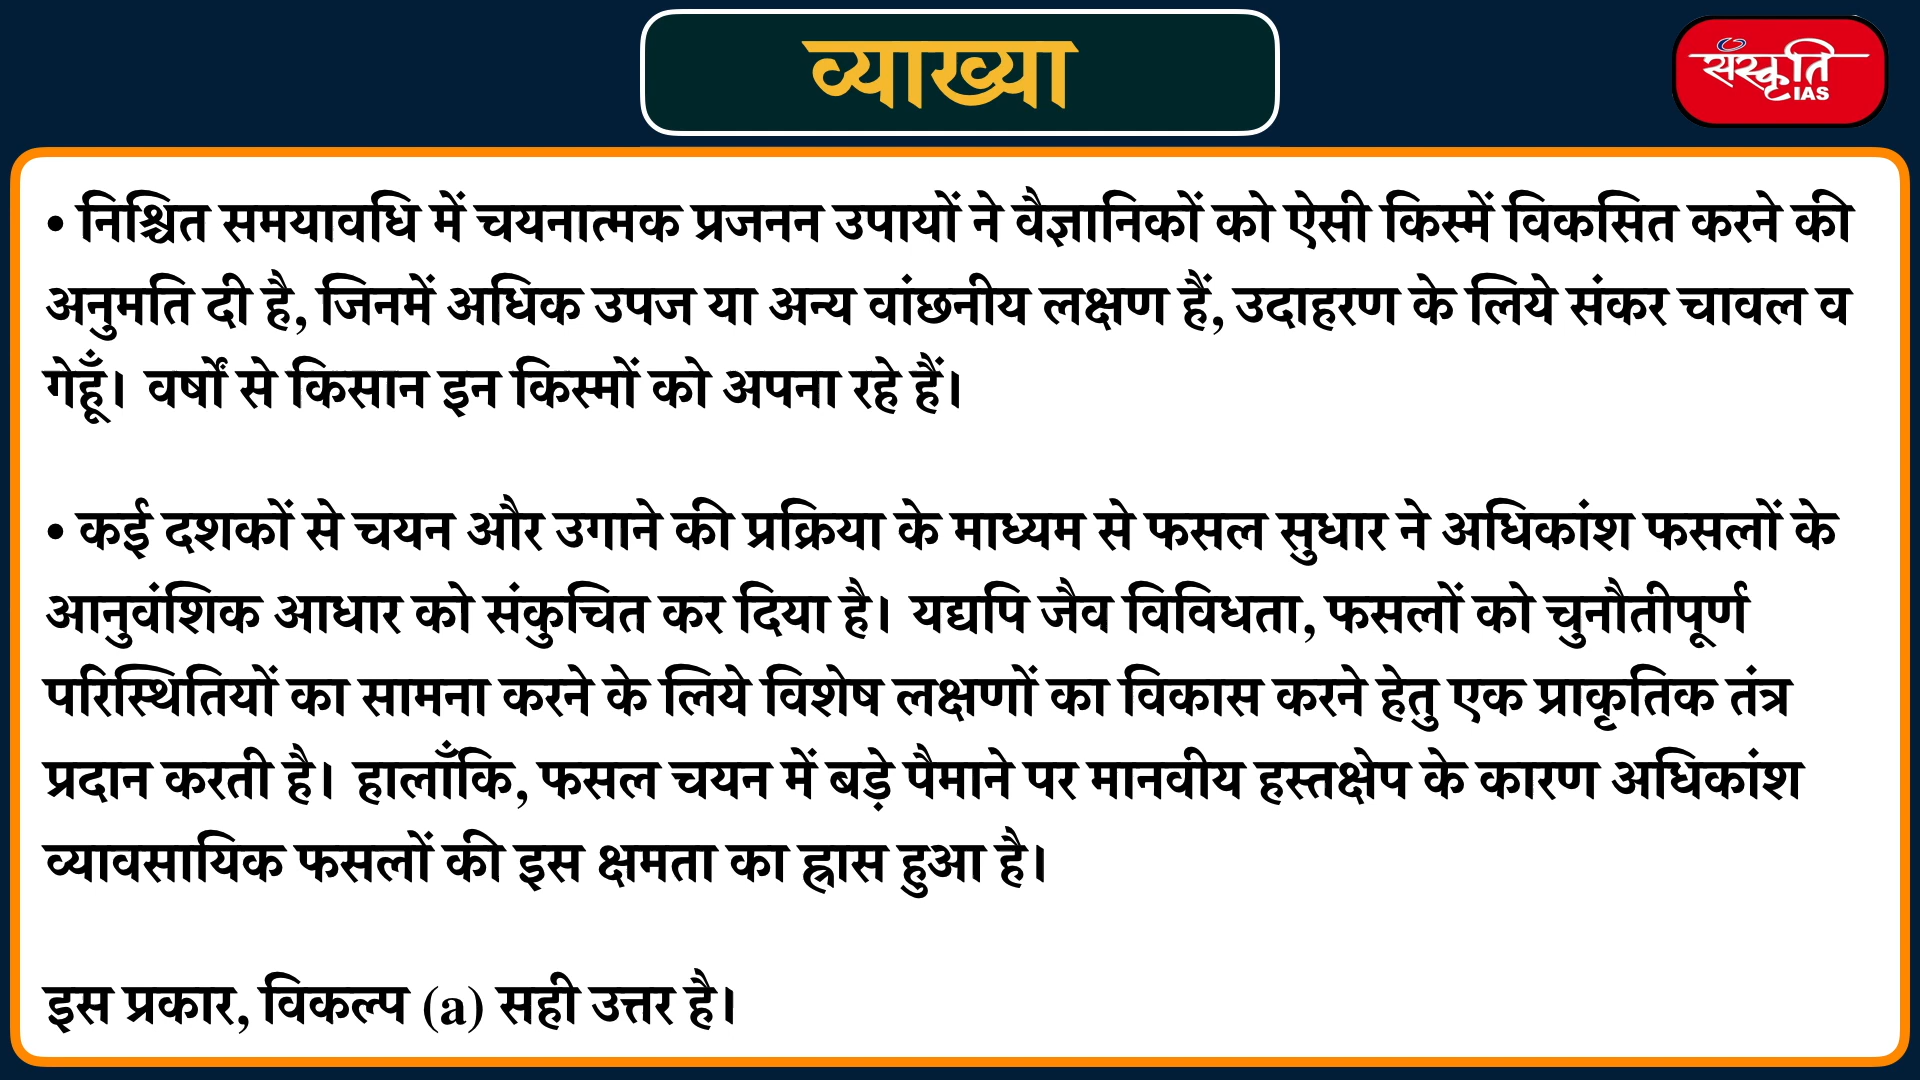 व्याख्या
संस्कृति
IAS
• निश्चित समयावधि में चयनात्मक प्रजनन उपायों ने वैज्ञानिकों को ऐसी किस्में विकसित करने की
अनुमति दी है, जिनमें अधिक उपज या अन्य वांछनीय लक्षण हैं, उदाहरण के लिये संकर चावल व
गेहूँ। वर्षों से किसान इन किस्मों को अपना रहे हैं।
• कई दशकों से चयन और उगाने की प्रक्रिया के माध्यम से फसल सुधार ने अधिकांश फसलों के
आनुवंशिक आधार को संकुचित कर दिया है। यद्यपि जैव विविधता, फसलों को चुनौतीपूर्ण
परिस्थितियों का सामना करने के लिये विशेष लक्षणों का विकास करने हेतु एक प्राकृतिक तंत्र
प्रदान करती है। हालाँकि, फसल चयन में बड़े पैमाने पर मानवीय हस्तक्षेप के कारण अधिकांश
व्यावसायिक फसलों की इस क्षमता का ह्रास हुआ है।
इस प्रकार, विकल्प (a) सही उत्तर है।